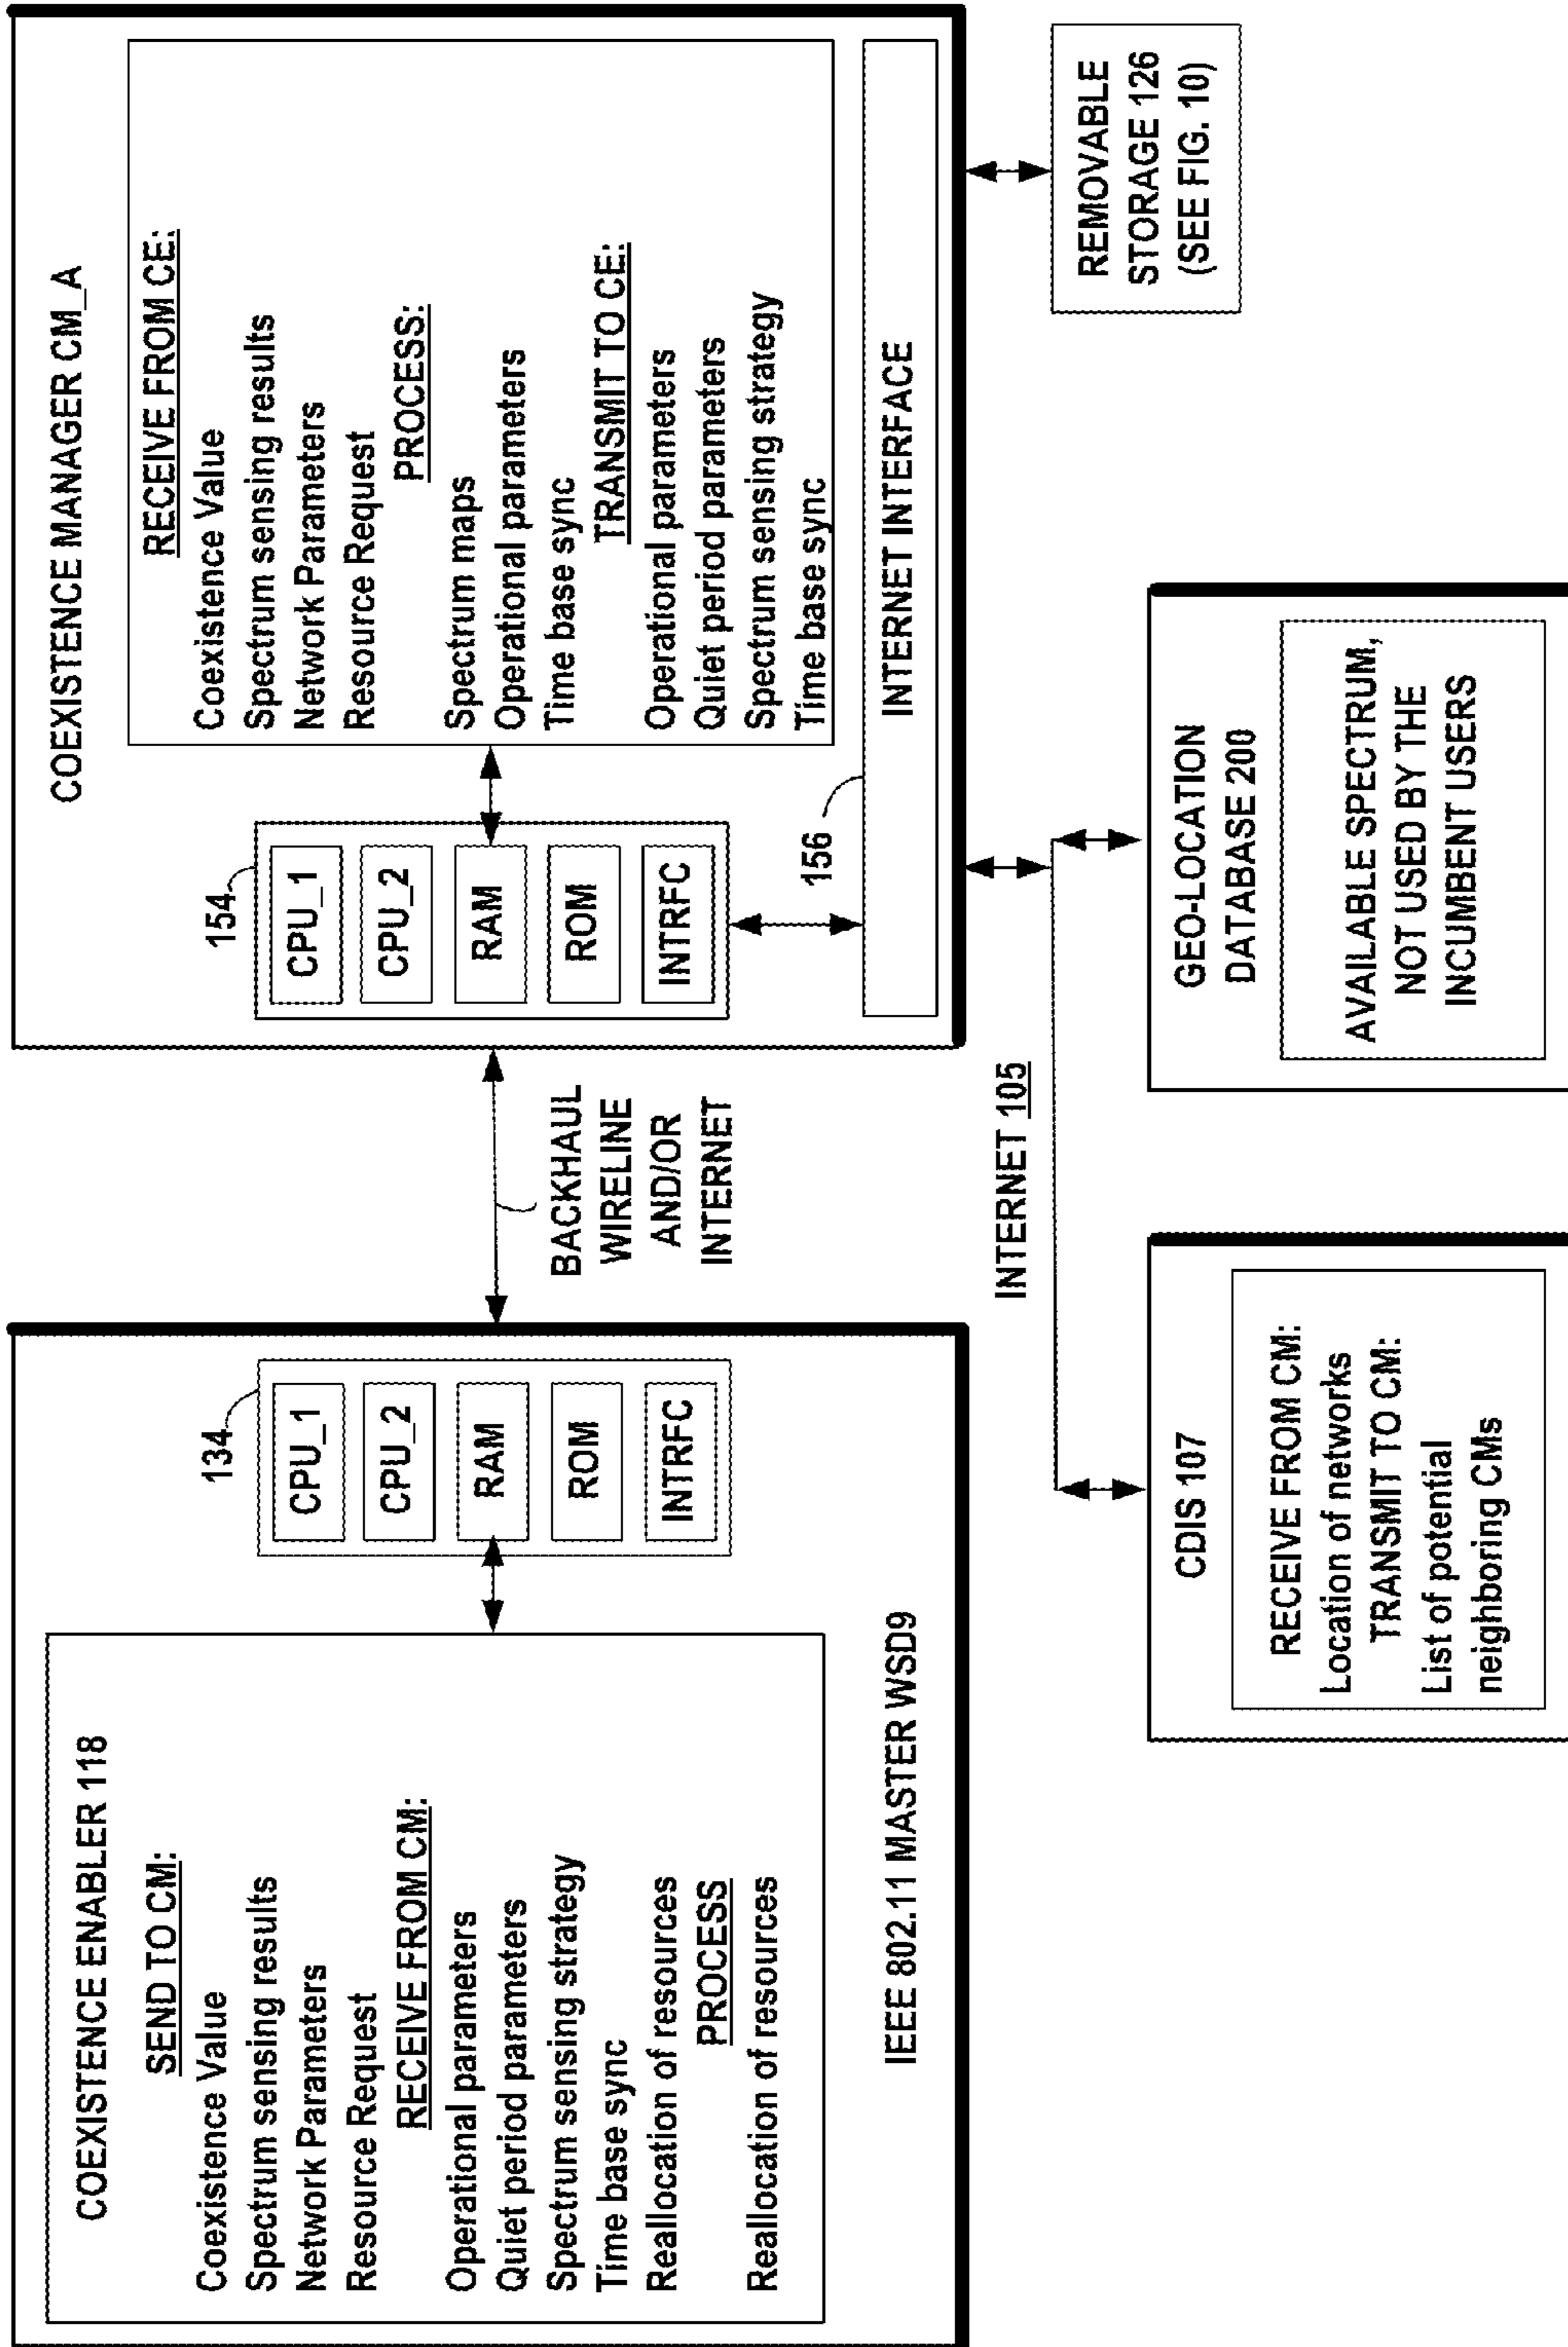 COEXISTENCE ENABLER 118
SEND TO CM:
Coexistence Value
Spectrum sensing results
Network Parameters
Resource Request
RECEIVE FROM CM:
Operational parameters
Quiet period parameters
Spectrum sensing strategy
Time base sync
Reallocation of resources
PROCESS
Reallocation of resources
IEEE 802.11 MASTER WSD9
134
CPU_1
CPU_2
RAM
ROM
INTRFC
BACKHAUL
WIRELINE
AND/OR
INTERNET
COEXISTENCE MANAGER CM_A
154
CPU_1
CPU_2
RAM
ROM
INTRFC
RECEIVE FROM CE:
Coexistence Value
Spectrum sensing results
Network Parameters
Resource Request
PROCESS:
Spectrum maps
Operational parameters
Time base sync
TRANSMIT TO CE:
Operational parameters
Quiet period parameters
Spectrum sensing strategy
Time base sync
156
INTERNET INTERFACE
INTERNET 105
CDIS 107
RECEIVE FROM CM:
Location of networks
TRANSMIT TO CM:
List of potential
neighboring CMs
GEO-LOCATION
DATABASE 200
AVAILABLE SPECTRUM,
NOT USED BY THE
INCUMBENT USERS
REMOVABLE
STORAGE 126
(SEE FIG. 10)